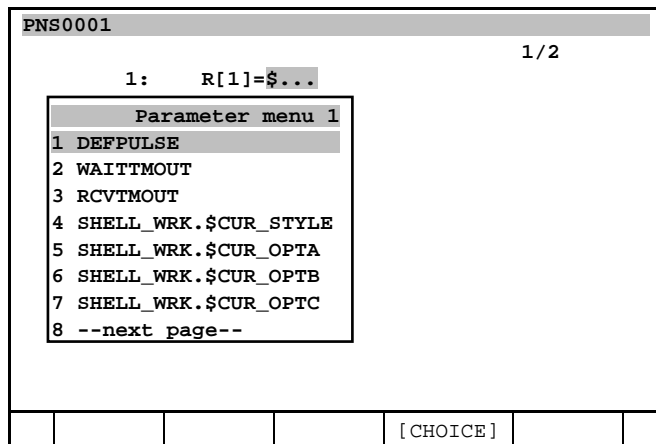 PNS0001
1/2
1: R[1]=$...
Parameter menu 1
1 DEFPULSE
2 WAITTMOUT
3 RCVTMOUT
4 SHELL_WRK.$CUR_STYLE
5 SHELL_WRK.$CUR_OPTA
6 SHELL_WRK.$CUR_OPTB
7 SHELL_WRK.$CUR_OPTC
8 --next page--
[CHOICE]